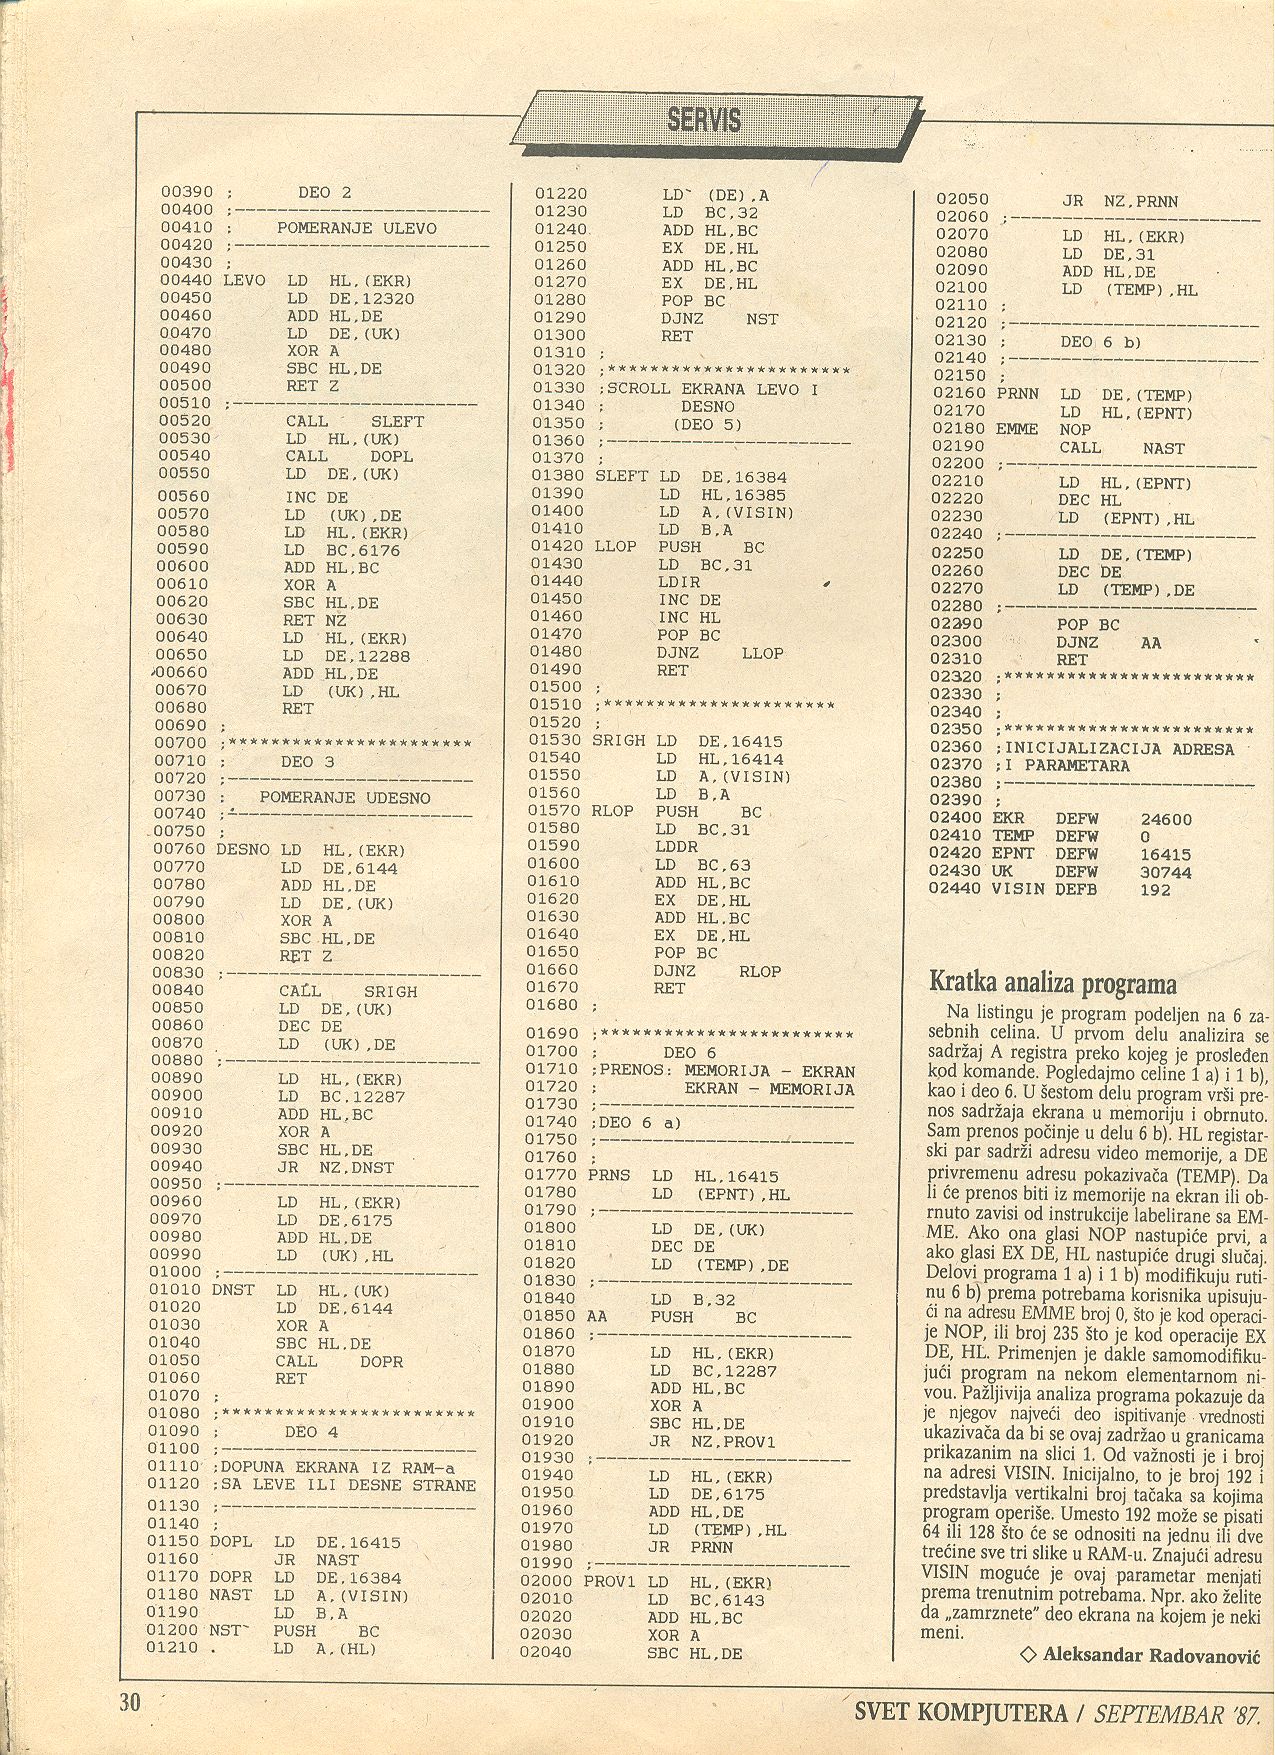 SERVIS
00390 ;      DEO 2
00400 ;------------------------
00410 ;    POMERANJE ULEVO
00420 ;------------------------
00430 ;
00440 LEVO  LD  HL,(EKR)
00450       LD  DE,12320
00460       ADD HL,DE
00470       LD  DE,(UK)
00480       XOR A
00490       SBC HL,DE
00500       RET Z
00510 ;-----------------------
00520       CALL    SLEFT
00530       LD  HL,(UK)
00540       CALL    DOPL
00550       LD  DE,(UK)
00560       INC DE
00570       LD  (UK),DE
00580       LD  HL,(EKR)
00590       LD  BC,6176
00600       ADD HL,BC
00610       XOR A
00620       SBC HL,DE
00630       RET NZ
00640       LD  HL,(EKR)
00650       LD  DE,12288
00660       ADD HL,DE
00670       LD  (UK),HL
00680       RET
00690 ;
00700 ;***********************
00710 ;     DEO 3
00720 ;-----------------------
00730 ;   POMERANJE UDESNO
00740 ;-----------------------
00750 ;
00760 DESNO LD  HL,(EKR)
00770       LD  DE,6144
00780       ADD HL,DE
00790       LD  DE,(UK)
00800       XOR A
00810       SBC HL,DE
00820       RET Z
00830 ;------------------------
00840       CALL    SRIGH
00850       LD  DE,(UK)
00860       DEC DE
00870       LD  (UK),DE
00880 ;------------------------
00890       LD  HL,(EKR)
00900       LD  BC,12287
00910       ADD HL,BC
00920       XOR A
00930       SBC HL,DE
00940       JR  NZ,DNST
00950 ;------------------------
00960       LD  HL,(EKR)
00970       LD  DE,6175
00980       ADD HL,DE
00990       LD  (UK),HL
01000 ;------------------------
01010 DNST  LD  HL,(UK)
01020       LD  DE,6144
01030       XOR A
01040       SBC HL,DE
01050       CALL    DOPR
01060       RET
01070 ;
01080 ;************************
01090 ;      DEO 4
01100 ;------------------------
01110 ;DOPUNA EKRANA IZ RAM-a
01120 ;SA LEVE ILI DESNE STRANE
01130 ;------------------------
01140 ;
01150 DOPL  LD  DE,16415
01160       JR  NAST
01170 DOPR  LD  DE,16384
01180 NAST  LD  A,(VISIN)
01190       LD  B,A
01200 NST   PUSH    BC
01210       LD  A,(HL)
01220       LD  (DE),A
01230       LD  BC,32
01240       ADD HL,BC
01250       EX  DE,HL
01260       ADD HL,BC
01270       EX  DE,HL
01280       POP BC
01290       DJNZ    NST
01300       RET
01310 ;
01320 ;***********************
01330 ;SCROLL EKRANA LEVO I
01340 ;       DESNO
01350 ;      (DEO 5)
01360 ;-----------------------
01370 ;
01380 SLEFT LD  DE,16384
01390       LD  HL,16385
01400       LD  A,(VISIN)
01410       LD  B,A
01420 LLOP  PUSH    BC
01430       LD  BC,31
01440       LDIR
01450       INC DE
01460       INC HL
01470       POP BC
01480       DJNZ    LLOP
01490       RET
01500 ;
01510 ;**********************
01520 ;
01530 SRIGH LD  DE,16415
01540       LD  HL,16414
01550       LD  A,(VISIN)
01560       LD  B,A
01570 RLOP  PUSH    BC
01580       LD  BC,31
01590       LDDR
01600       LD  BC,63
01610       ADD HL,BC
01620       EX  DE,HL
01630       ADD HL,BC
01640       EX  DE,HL
01650       POP BC
01660       DJNZ    RLOP
01670       RET
01680 ;
01690 ;************************
01700 ;      DEO 6
01710 ;PRENOS: MEMORIJA - EKRAN
01720 ;        EKRAN - MEMORIJA
01730 ;------------------------
01740 ;DEO 6 a)
01750 ;------------------------
01760 ;
01770 PRNS  LD  HL,16415
01780       LD  (EPNT),HL
01790 ;------------------------
01800       LD  DE,(UK)
01810       DEC DE
01820       LD  (TEMP),DE
01830 ;------------------------
01840       LD  B,32
01850 AA    PUSH    BC
01860 ;------------------------
01870       LD  HL,(EKR)
01880       LD  BC,12287
01890       ADD HL,BC
01900       XOR A
01910       SBC HL,DE
01920       JR  NZ,PROV1
01930 ;------------------------
01940       LD  HL,(EKR)
01950       LD  DE,6175
01960       ADD HL,DE
01970       LD  (TEMP),HL
01980       JR  PRNN
01990 ;------------------------
02000 PROV1 LD  HL,(EKR)
02010       LD  BC,6143
02020       ADD HL,BC
02030       XOR A
02040       SBC HL,DE
02050       JR  NZ,PRNN
02060 ;------------------------
02070       LD  HL,(EKR)
02080       LD  DE,31
02090       ADD HL,DE
02100       LD  (TEMP),HL
02110 ;
02120 ;------------------------
02130 ;     DEO 6 b)
02140 ;------------------------
02150 ;
02160 PRNN  LD  DE,(TEMP)
02170       LD  HL,(EPNT)
02180 EMME  NOP
02190       CALL    NAST
02200 ;------------------------
02210       LD  HL,(EPNT)
02220       DEC HL
02230       LD  (EPNT),HL
02240 ;------------------------
02250       LD  DE,(TEMP)
02260       DEC DE
02270       LD  (TEMP),DE
02280 ;------------------------
02290       POP BC
02300       DJNZ    AA
02310       RET
02320 ;************************
02330 ;
02340 ;
02350 ;************************
02360 ;INICIJALIZACIJA ADRESA
02370 ;I PARAMETARA
02380 ;------------------------
02390 ;
02400 EKR   DEFW    24600
02410 TEMP  DEFW    0
02420 EPNT  DEFW    16415
02430 UK    DEFW    30744
02440 VISIN DEFB    192
Kratka analiza programa
Na listingu je program podeljen na 6 za-
sebnih celina. U prvom delu analizira se
sadržaj A registra preko kojeg je prosleđen
kod komande. Pogledajmo celine 1 a) i 1 b),
kao i deo 6. U šestom delu program vrši pre-
nos sadržaja ekrana u memoriju i obrnuto.
Sam prenos počinje u delu 6 b). HL registar-
ski par sadrži adresu video memorije, a DE
privremenu adresu pokazivača (TEMP). Da
li će prenos biti iz memorije na ekran ili ob-
rnuto zavisi od instrukcije labelirane sa EM-
ME. Ako ona glasi NOP nastupiće prvi, a
ako glasi EX DE, HL nastupiće drugi slučaj.
Delovi programa 1 a) i 1 b) modifikuju ruti-
nu 6 b) prema potrebama korisnika upisuju-
ći na adresu EMME broj 0, što je kod operaci-
je NOP, ili broj 235 što je kod operacije EX
DE, HL. Primenjen je dakle samomodifiku-
jući program na nekom elementarnom ni-
vou. Pažljivija analiza programa pokazuje da
je njegov najveći deo ispitivanje vrednosti
ukazivača da bi se ovaj zadržao u granicama
prikazanim na slici 1. Od važnosti je i broj
na adresi VISIN. Inicijalno, to je broj 192 i
predstavlja vertikalni broj tačaka sa kojima
program operiše. Umesto 192 može se pisati
64 ili 128 što će se odnositi na jednu ili dve
trećine sve tri slike u RAM-u. Znajući adresu
VISIN moguće je ovaj parametar menjati
prema trenutnim potrebama. Npr. ako želite
da „zamrznete” deo ekrana na kojem je neki
meni.
◇ Aleksandar Radovanović
30
SVET KOMPJUTERA / SEPTEMBAR '87.